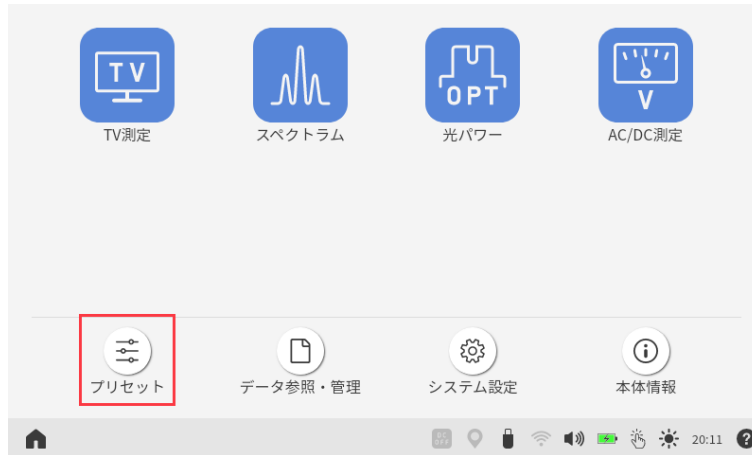 TV
OPT
V
TV測定
スペクトラム
光パワー
AC/DC測定
プリセット
データ参照・管理
システム設定
本体情報
DC
OFF
20:11
?